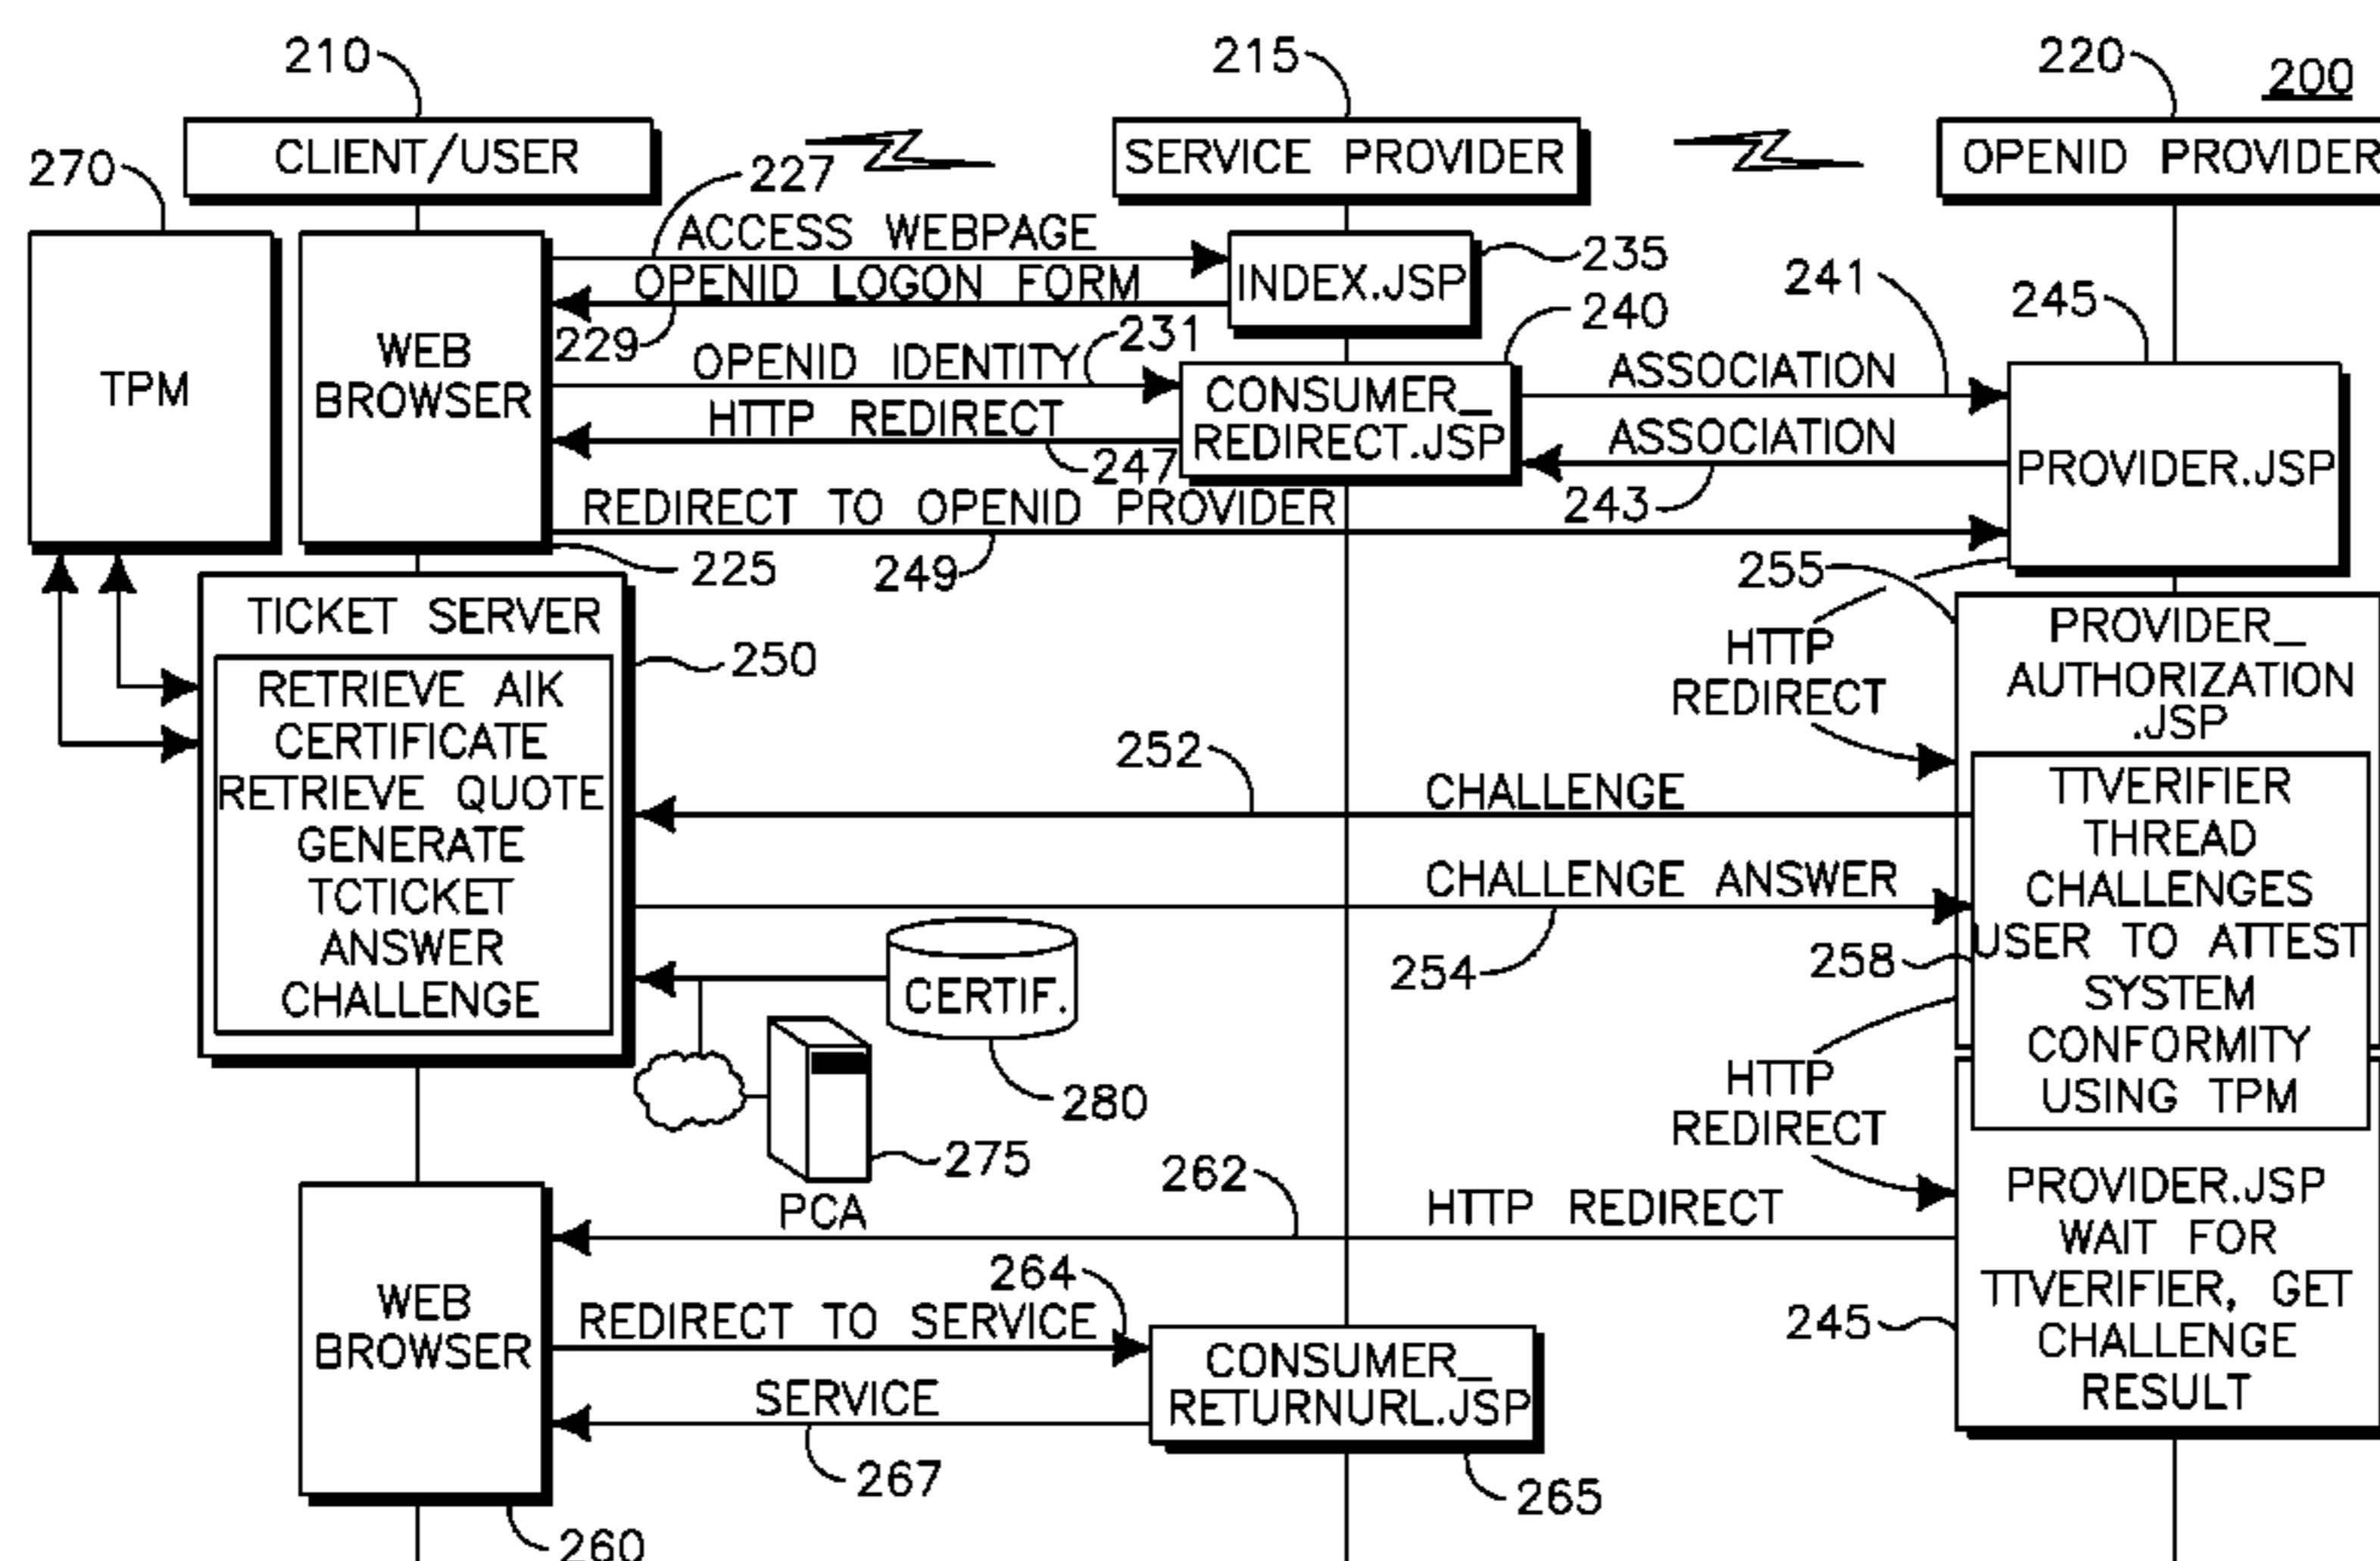 210
215
220
200
CLIENT/USER
SERVICE PROVIDER
OPENID PROVIDER
270
227
ACCESS WEBPAGE
INDEX.JSP
235
OPENID LOGON FORM
229
241
245
240
231
OPENID IDENTITY
TPM
WEB
BROWSER
CONSUMER_
REDIRECT.JSP
ASSOCIATION
HTTP REDIRECT
247
ASSOCIATION
243
PROVIDER.JSP
REDIRECT TO OPENID PROVIDER
225
249
255
TICKET SERVER
250
HTTP
REDIRECT
PROVIDER_
AUTHORIZATION
.JSP
RETRIEVE AIK
CERTIFICATE
RETRIEVE QUOTE
GENERATE
TCTICKET
ANSWER
CHALLENGE
252
CHALLENGE
TTVERIFIER
THREAD
CHALLENGES
USER TO ATTEST
SYSTEM
CONFORMITY
USING TPM
CHALLENGE ANSWER
254
258
CERTIF.
280
275
PCA
HTTP
REDIRECT
262
HTTP REDIRECT
PROVIDER.JSP
WAIT FOR
TTVERIFIER, GET
CHALLENGE
RESULT
245
WEB
BROWSER
264
REDIRECT TO SERVICE
CONSUMER_
RETURNURL.JSP
SERVICE
267
265
260